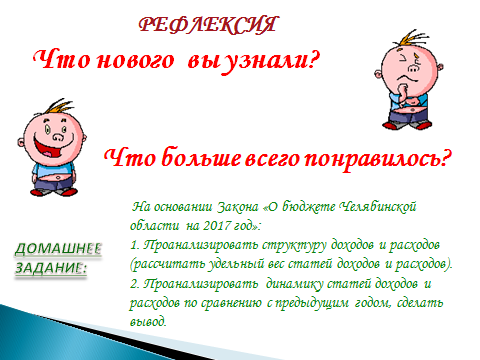 РЕФЛЕКСИЯ
Что нового вы узнали?
Что больше всего понравилось?
ДОМАШНЕЕ
ЗАДАНИЕ:
На основании Закона «О бюджете Челябинской
области на 2017 год»:
1. Проанализировать структуру доходов и расходов
(рассчитать удельный вес статей доходов и расходов).
2. Проанализировать динамику статей доходов и
расходов по сравнению с предыдущим годом, сделать
вывод.